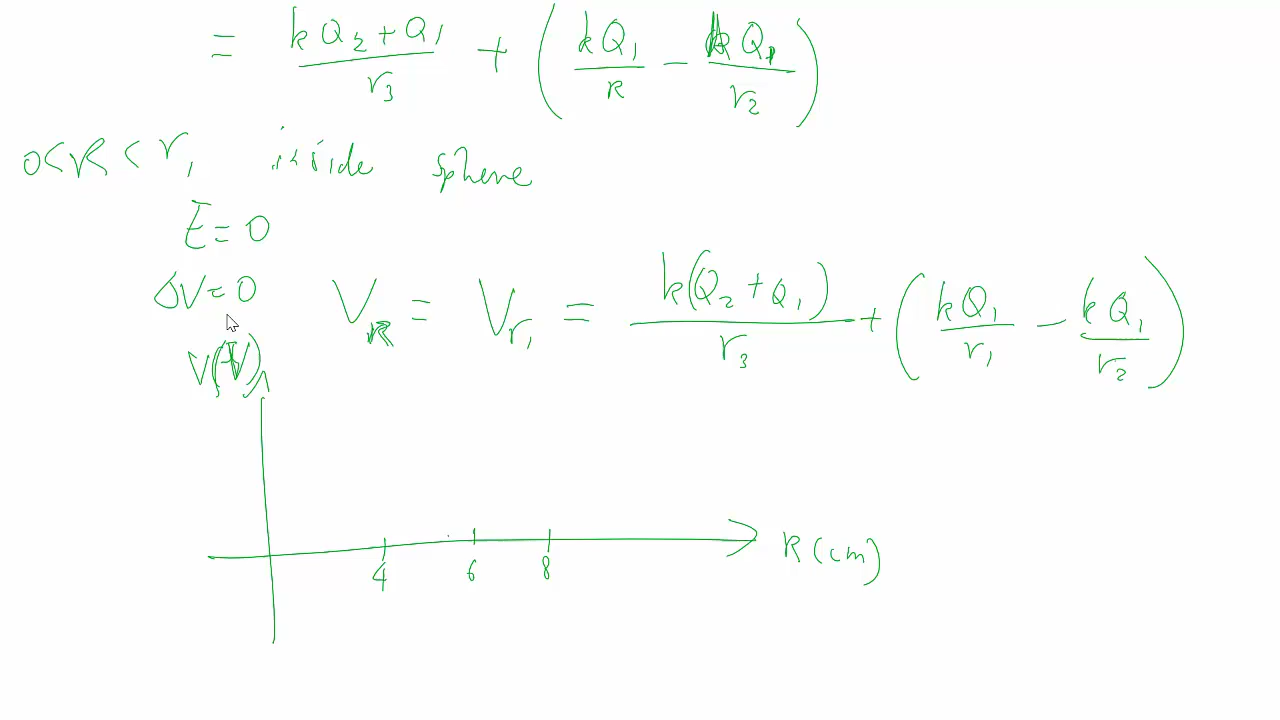 = kQ₂ + Q₁ / r₃ + ( kQ₁ / R − kQ₁ / r₂ )
0 < R < r₁ inside sphere
E = 0
ΔV = 0 V_R = V_r₁ = k(Q₂ + Q₁) / r₃ + ( kQ₁ / r₁ − kQ₁ / r₂ )
V(V)
4 6 8 R (cm)